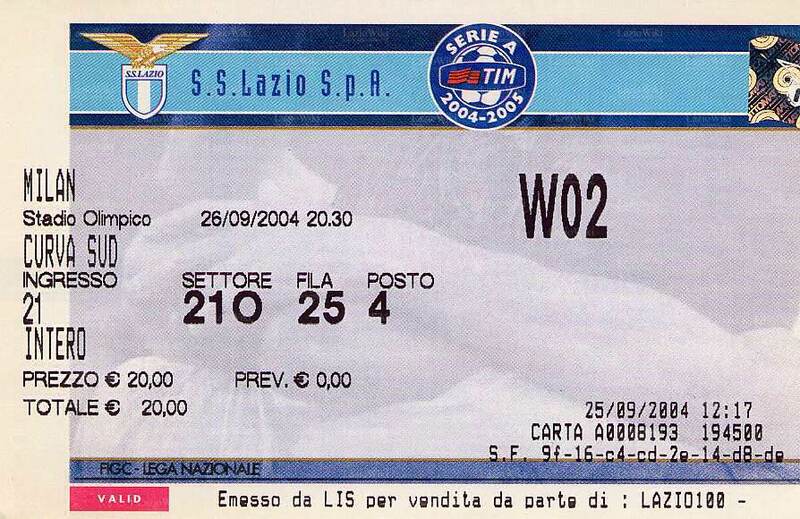 S.S.LAZIO
S.S.Lazio S.p.A.
SERIE A
TIM
2004-2005
LazioWiki
MILAN
Stadio Olimpico 26/09/2004 20.30
W02
CURVA SUD
INGRESSO SETTORE FILA POSTO
21 210 25 4
INTERO
PREZZO € 20,00 PREV. € 0,00
TOTALE € 20,00
25/09/2004 12:17
CARTA A0008193 194500
S.F. 9f-16-c4-cd-2e-14-d8-de
FIGC - LEGA NAZIONALE
VALID
Emesso da LIS per vendita da parte di : LAZIO100 -